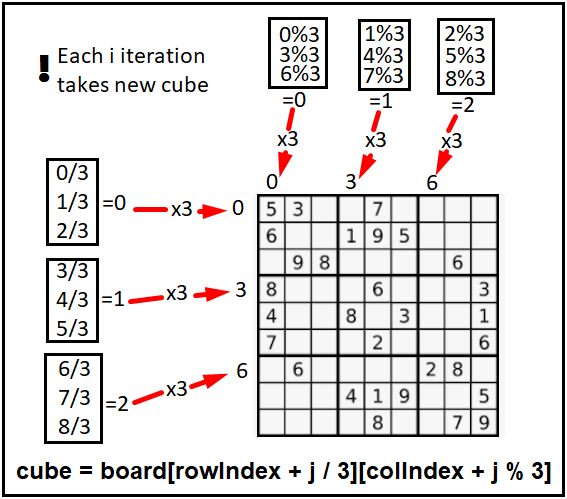 ! Each i iteration
takes new cube
0%3
3%3
6%3
=0
x3
0
1%3
4%3
7%3
=1
x3
3
2%3
5%3
8%3
=2
x3
6
0/3
1/3
2/3
=0
x3
0
3/3
4/3
5/3
=1
x3
3
6/3
7/3
8/3
=2
x3
6
5 3 7
6 1 9 5
9 8 6
8 6 3
4 8 3 1
7 2 6
6 2 8
4 1 9 5
8 7 9
cube = board[rowIndex + j / 3][colIndex + j % 3]